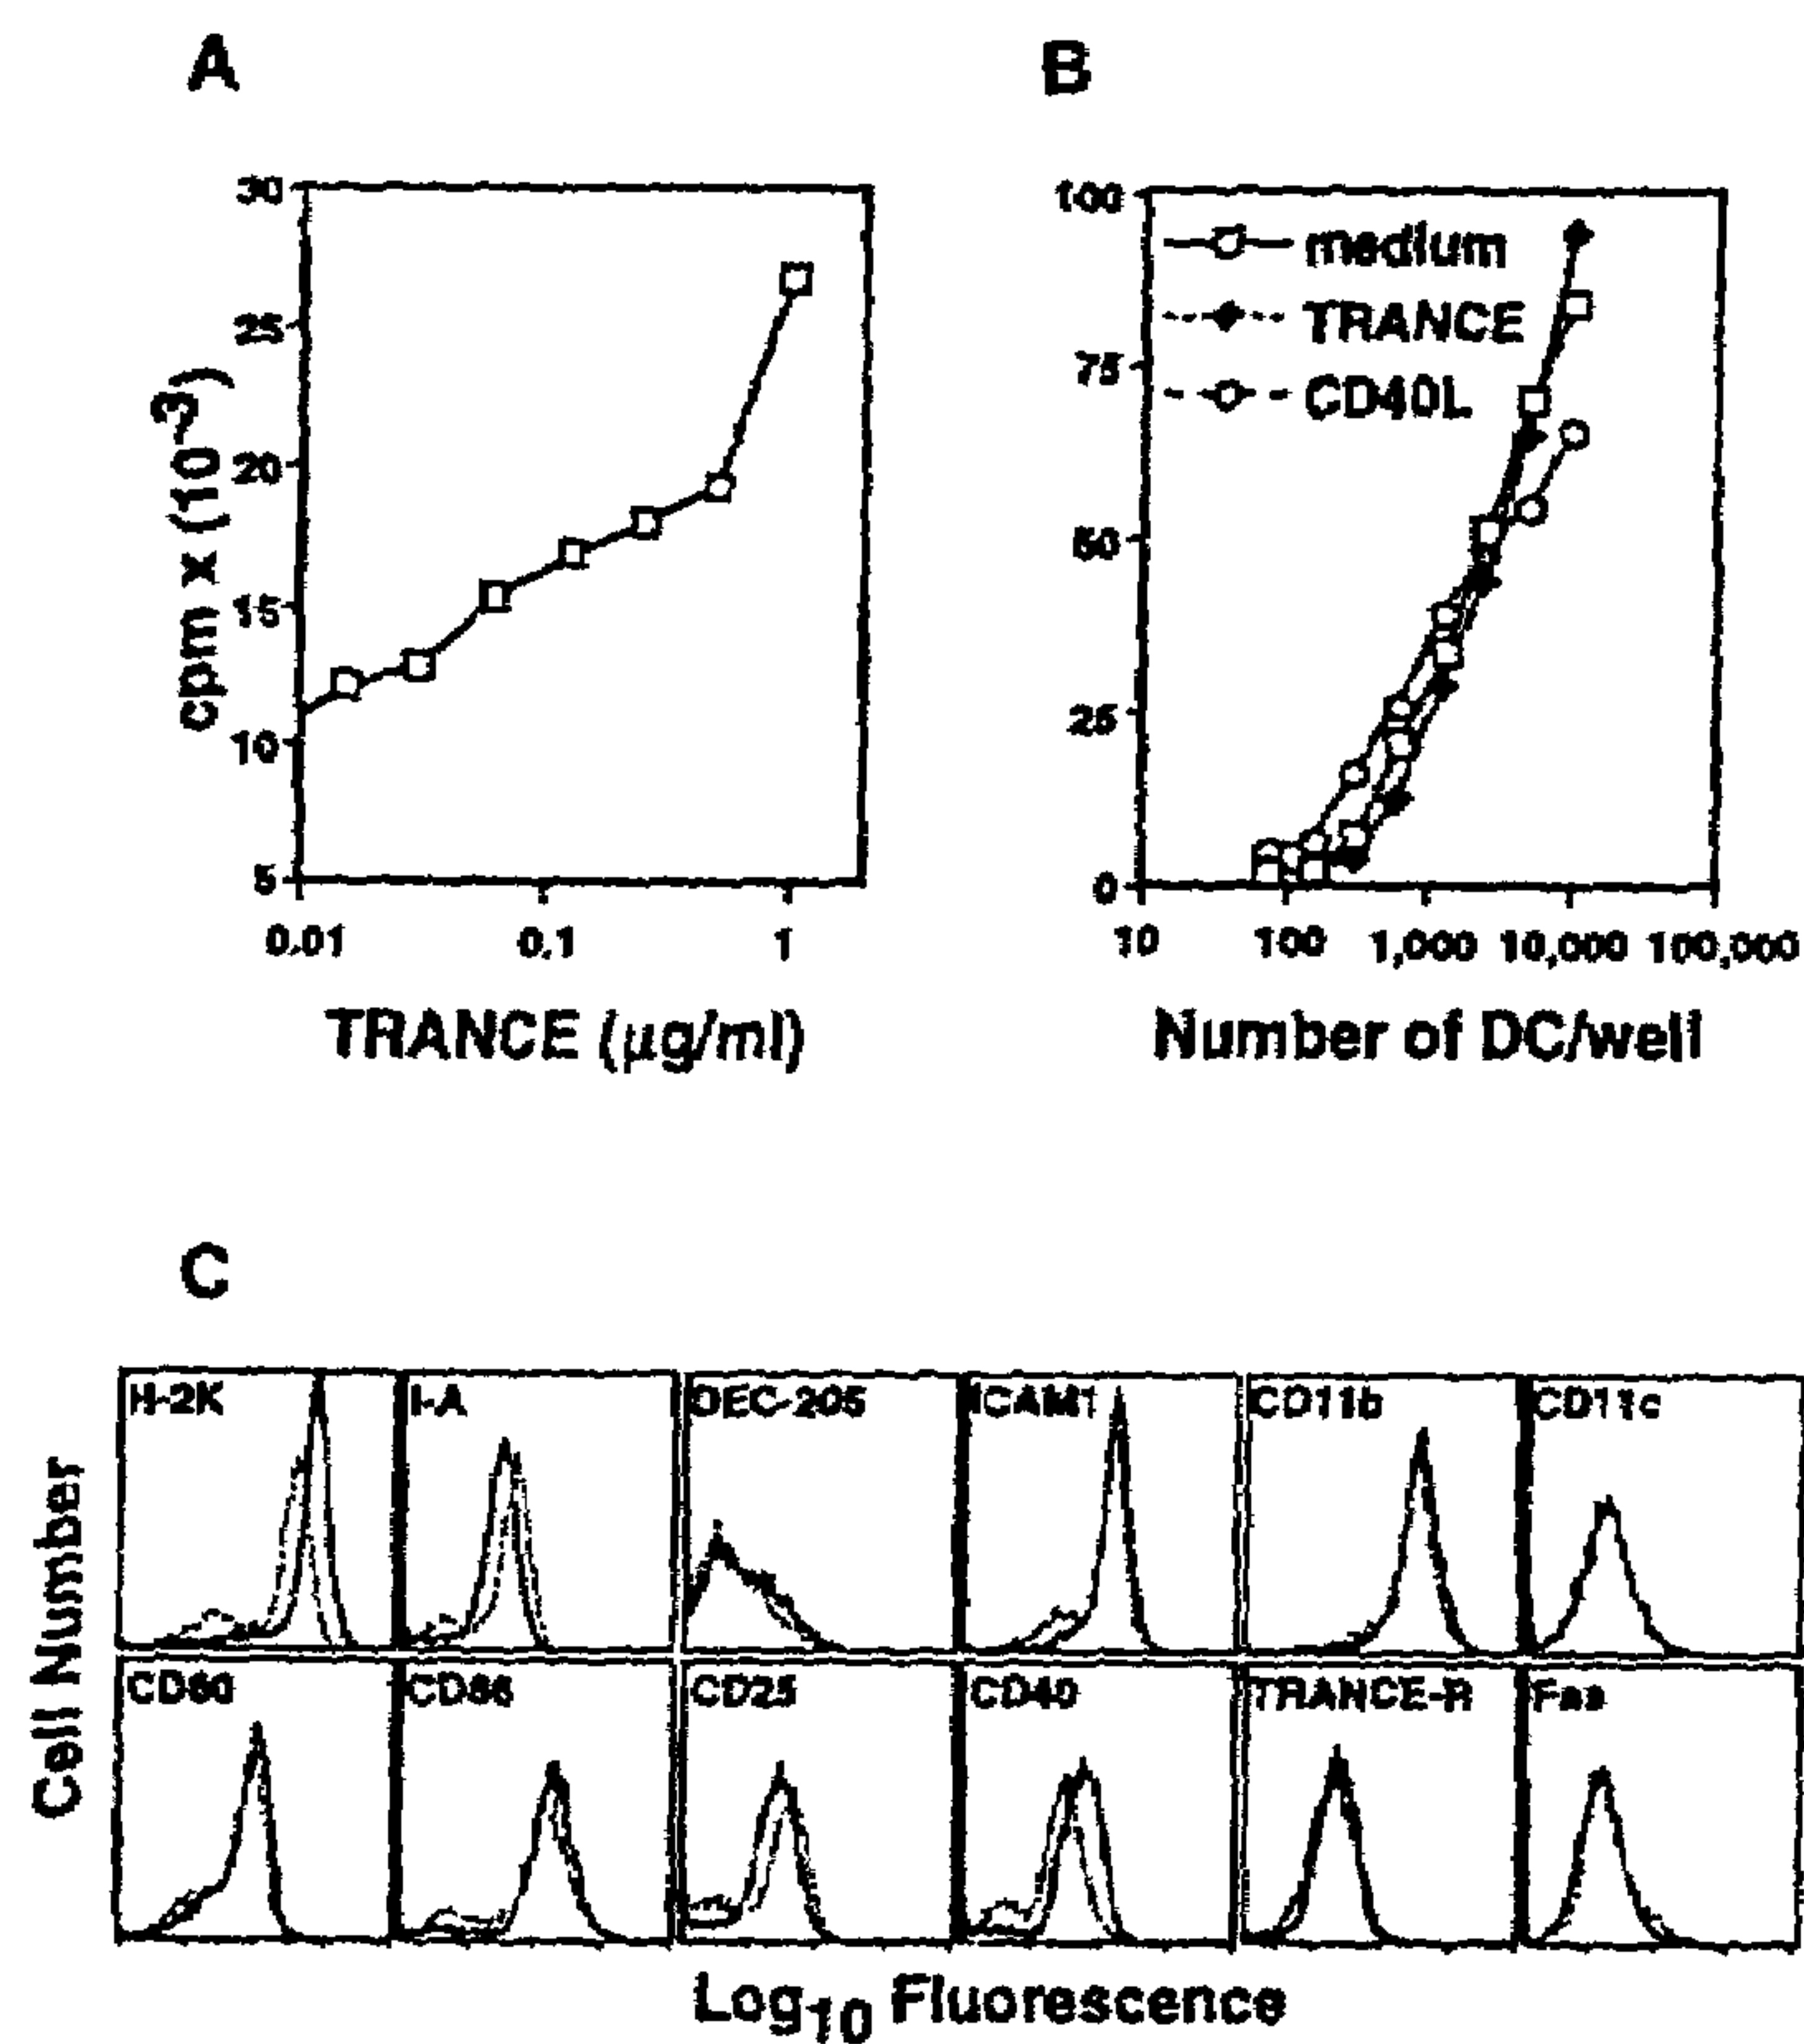 A
B
30
25
20
15
10
5
cpm x (10⁻³)
0.01 0.1 1
TRANCE (μg/ml)
100
75
50
25
0
medium
TRANCE
CD40L
10 100 1,000 10,000 100,000
Number of DC/well
C
Cell Number
H-2K I-A DEC-205 ICAM1 CD11b CD11c
CD80 CD86 CD25 CD40 TRANCE-R Fas
Log10 Fluorescence